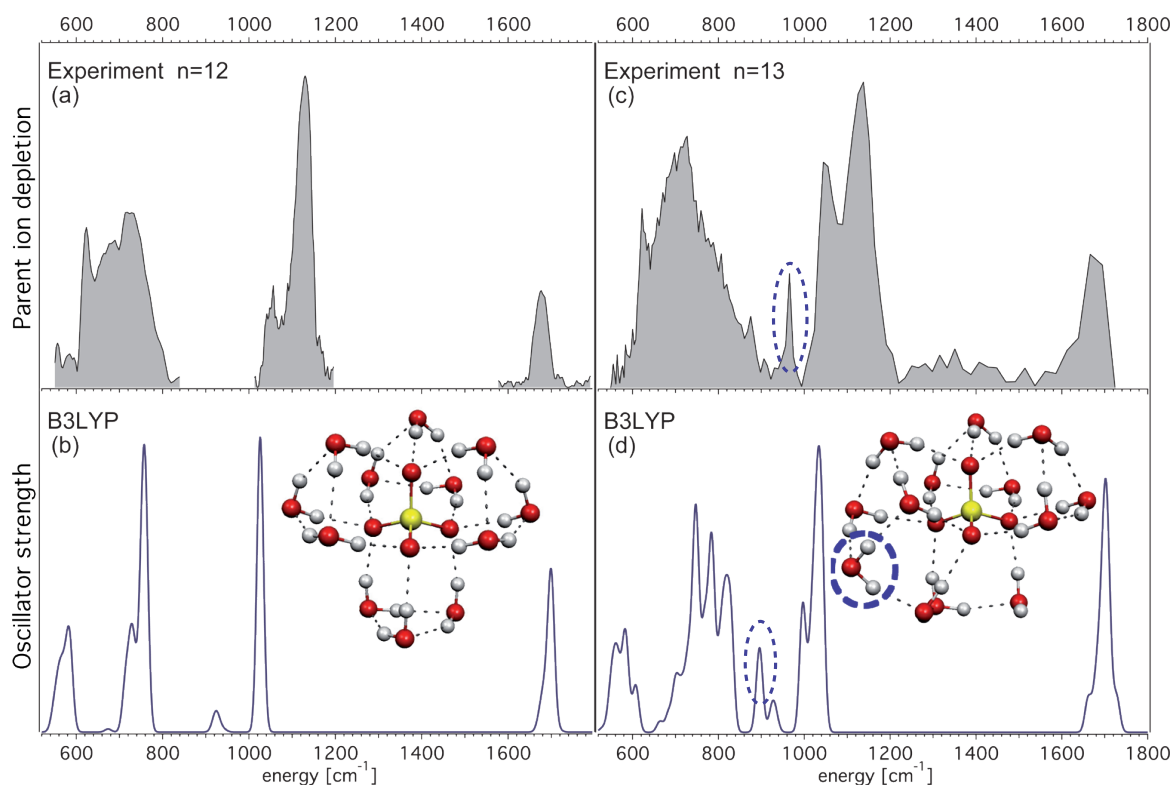 600 800 1000 1200 1400 1600
600 800 1000 1200 1400 1600 1800
Parent ion depletion
Experiment n=12
(a)
Experiment n=13
(c)
Oscillator strength
B3LYP
(b)
B3LYP
(d)
600 800 1000 1200 1400 1600
600 800 1000 1200 1400 1600 1800
energy [cm⁻¹]
energy [cm⁻¹]